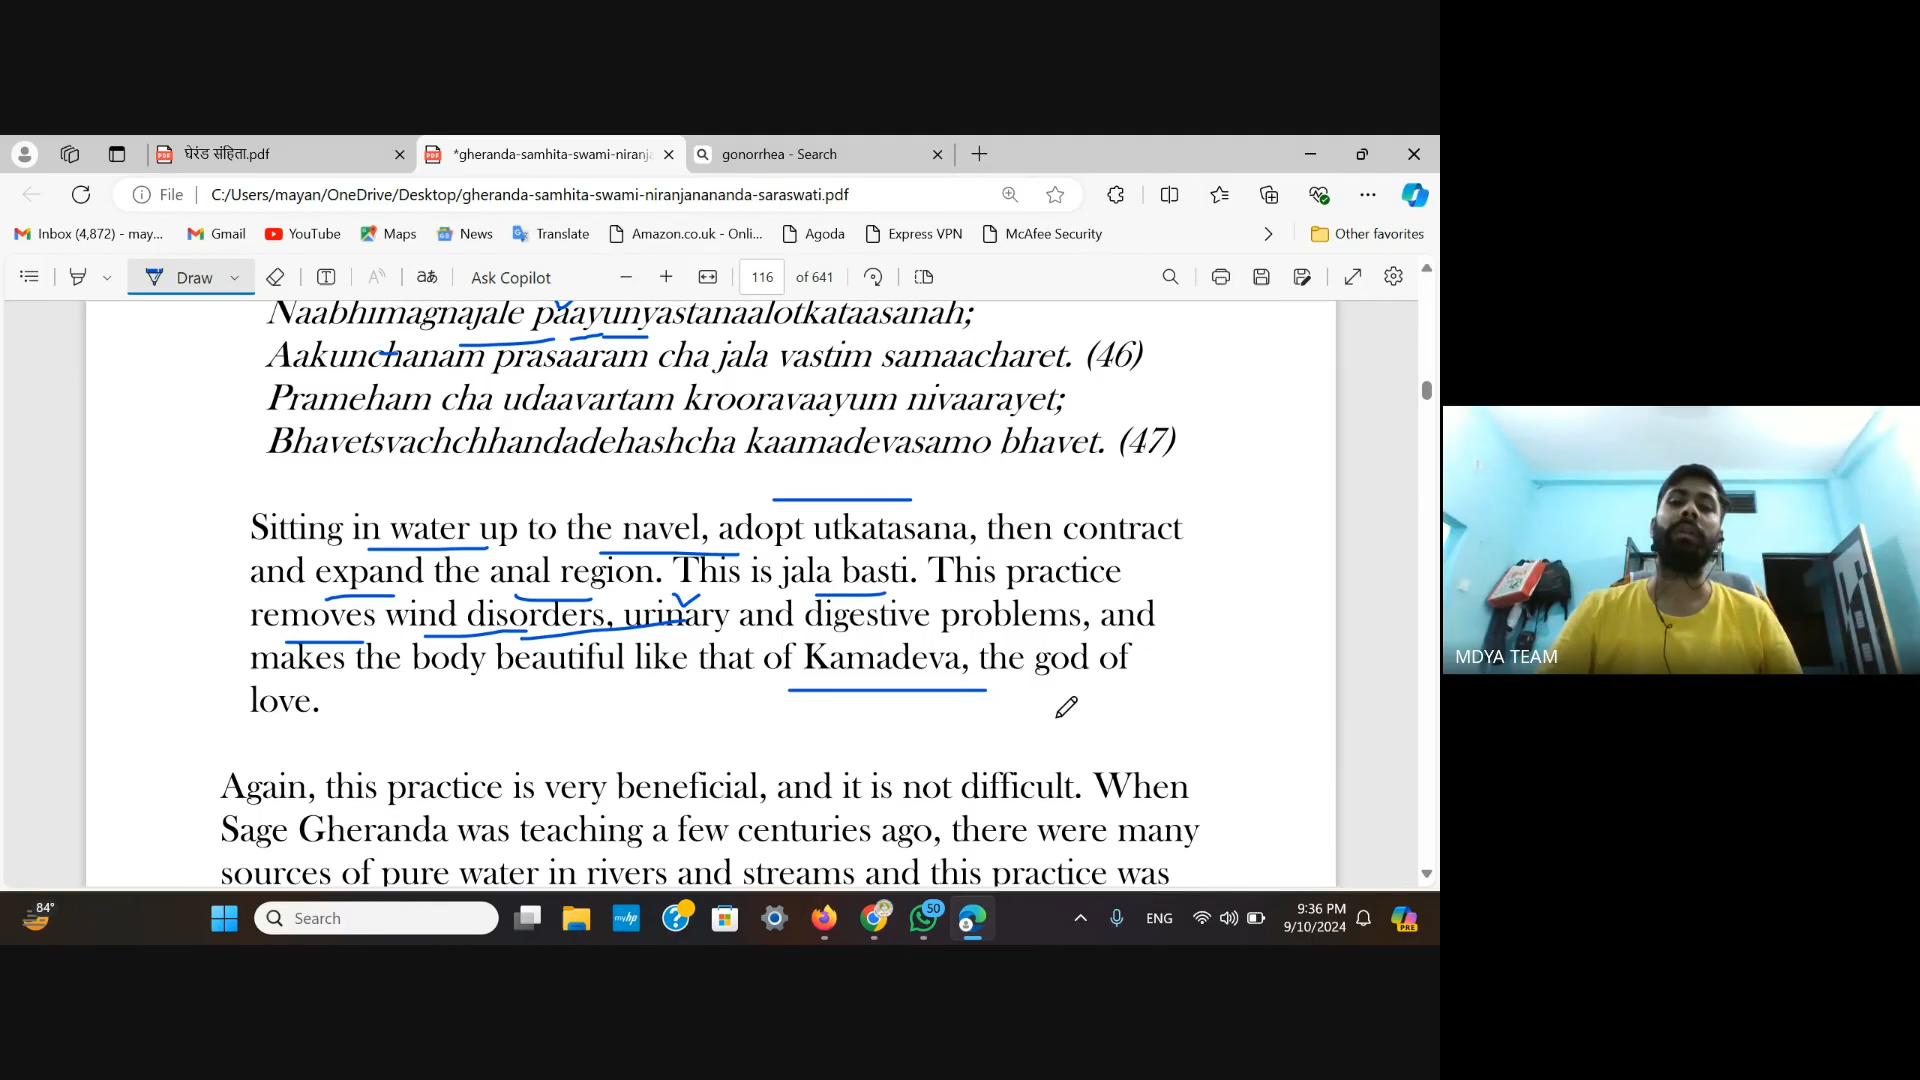 घेरंड संहिता.pdf
*gheranda-samhita-swami-niranja
gonorrhea - Search
File
C:/Users/mayan/OneDrive/Desktop/gheranda-samhita-swami-niranjanananda-saraswati.pdf
Inbox (4,872) - may...
Gmail
YouTube
Maps
News
Translate
Amazon.co.uk - Onli...
Agoda
Express VPN
McAfee Security
Other favorites
Draw
Ask Copilot
116 of 641
Naabhimagnajale paayunyastanaalotkataasanah;
Aakunchanam prasaaram cha jala vastim samaacharet. (46)
Prameham cha udaavartam krooravaayum nivaarayet;
Bhavetsvachchhandadehashcha kaamadevasamo bhavet. (47)
Sitting in water up to the navel, adopt utkatasana, then contract
and expand the anal region. This is jala basti. This practice
removes wind disorders, urinary and digestive problems, and
makes the body beautiful like that of Kamadeva, the god of
love.
Again, this practice is very beneficial, and it is not difficult. When
Sage Gheranda was teaching a few centuries ago, there were many
sources of pure water in rivers and streams and this practice was
MDYA TEAM
84°
Search
myhp
50
ENG
9:36 PM
9/10/2024
PRE